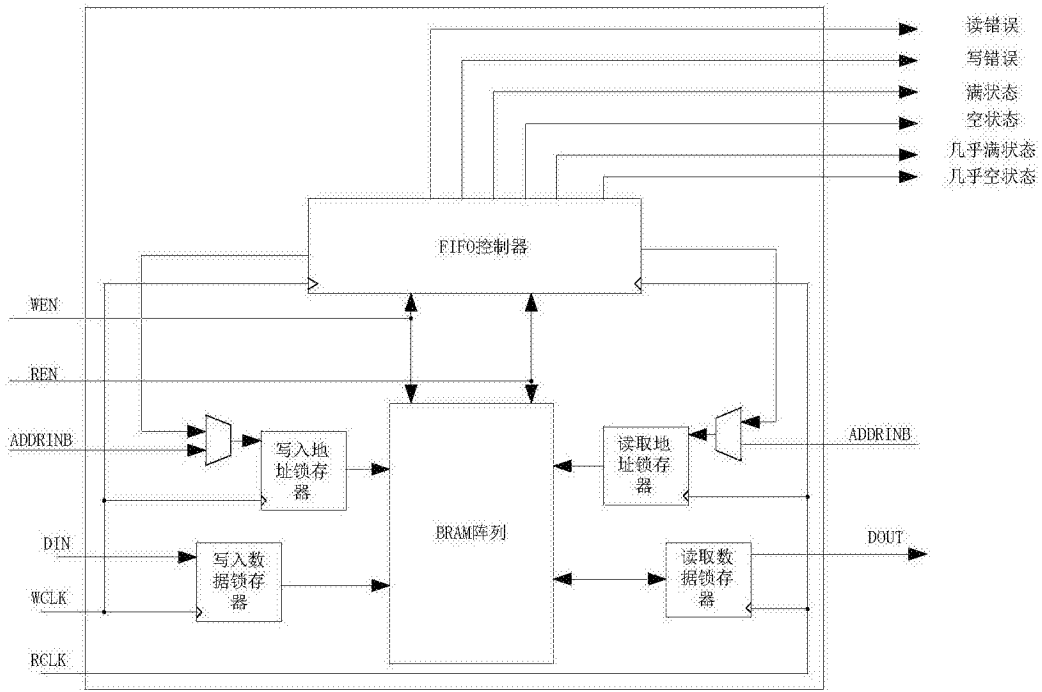 读错误
写错误
满状态
空状态
几乎满状态
几乎空状态
FIFO控制器
WEN
REN
ADDRINB
ADDRINB
写入地
址锁存
器
读取地
址锁存
器
BRAM阵列
DIN
DOUT
写入数
据锁存
器
读取数
据锁存
器
WCLK
RCLK